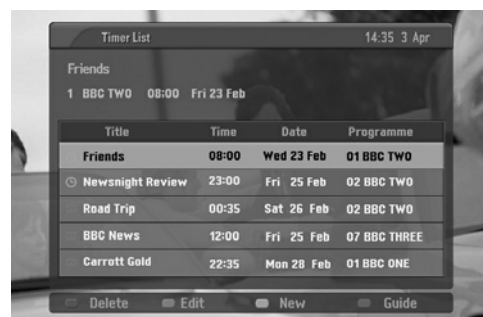 Timer List 14:35 3 Apr
Friends
1 BBC TWO 08:00 Fri 23 Feb
Title Time Date Programme
Friends 08:00 Wed 23 Feb 01 BBC TWO
Newsnight Review 23:00 Fri 25 Feb 02 BBC TWO
Road Trip 00:35 Sat 26 Feb 02 BBC TWO
BBC News 12:00 Fri 25 Feb 07 BBC THREE
Carrott Gold 22:35 Mon 28 Feb 01 BBC ONE
Delete Edit New Guide